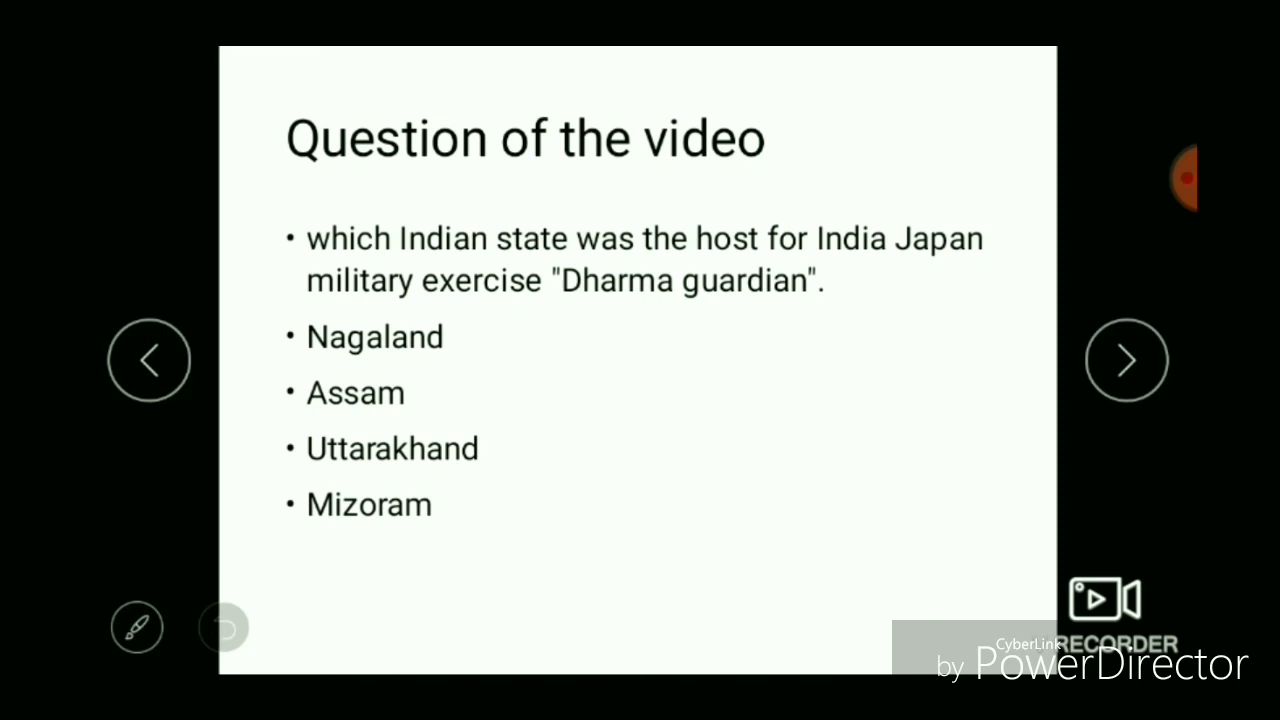 Question of the video
• which Indian state was the host for India Japan
military exercise "Dharma guardian".
• Nagaland
• Assam
• Uttarakhand
• Mizoram
RECORDER
CyberLink
by PowerDirector